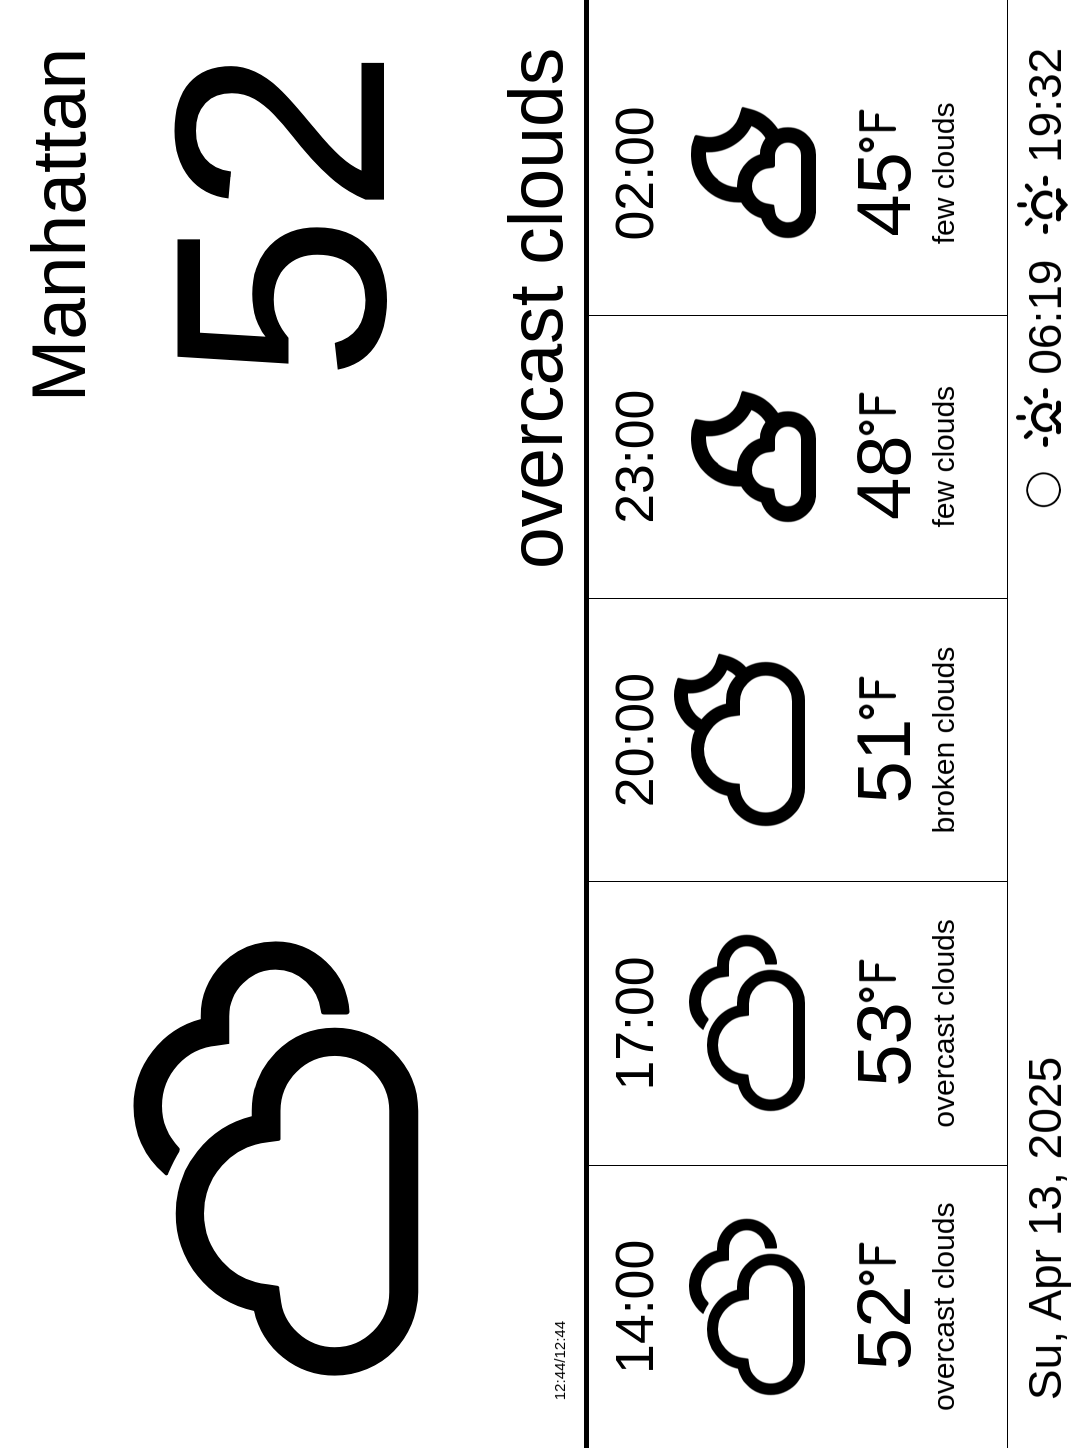 Manhattan
52
overcast clouds
12:44/12:44
14:00 17:00 20:00 23:00 02:00
52°F 53°F 51°F 48°F 45°F
overcast clouds overcast clouds broken clouds few clouds few clouds
Su, Apr 13, 2025 06:19 19:32